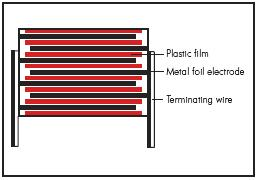 Plastic film
Metal foil electrode
Terminating wire